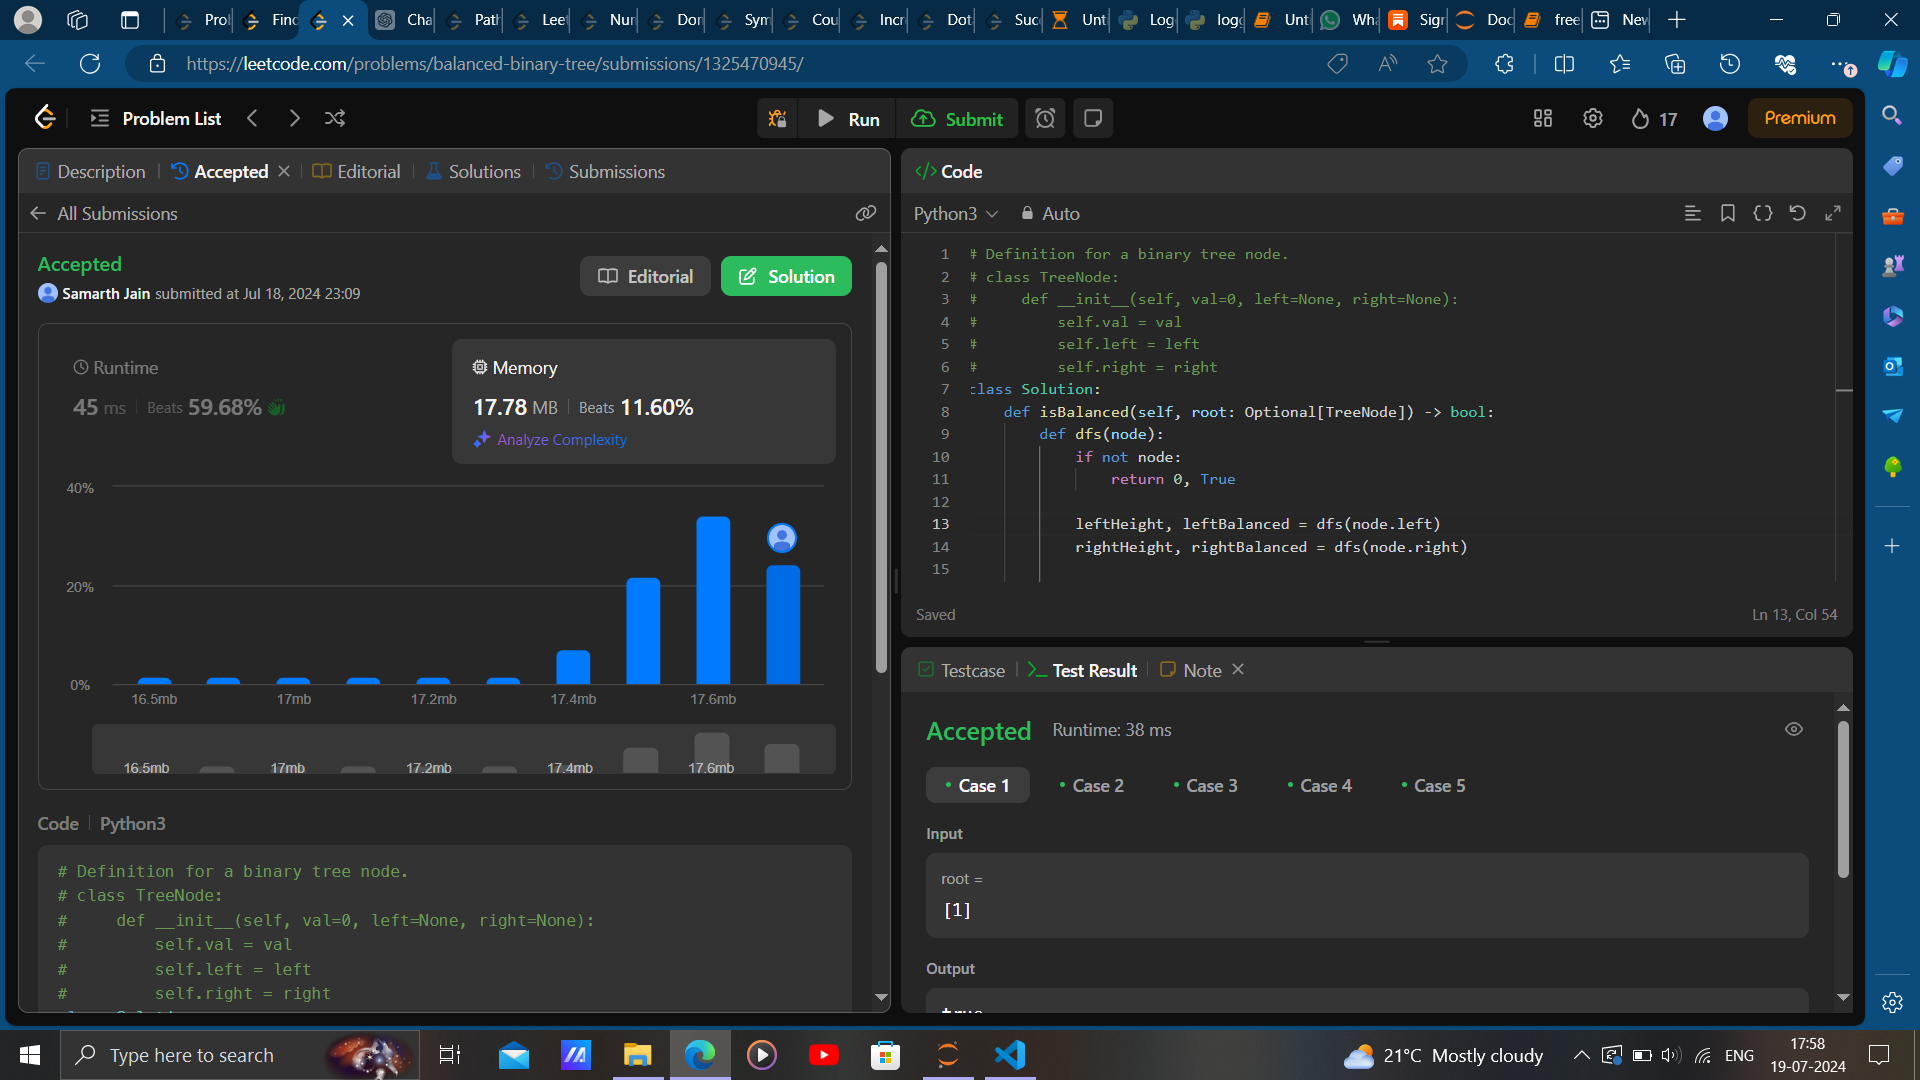 Prol
Find
Cha
Path
Leet
Nur
Don
Sym
Cou
Incr
Dot
Suc
Unt
Log
log
Unti
Wha
Sign
Doc
free
New
https://leetcode.com/problems/balanced-binary-tree/submissions/1325470945/
Problem List
Run
Submit
17
Premium
Description
Accepted
Editorial
Solutions
Submissions
All Submissions
Accepted
Samarth Jain submitted at Jul 18, 2024 23:09
Editorial
Solution
Runtime
45 ms
Beats 59.68%
Memory
17.78 MB
Beats 11.60%
Analyze Complexity
40%
20%
0%
16.5mb
17mb
17.2mb
17.4mb
17.6mb
16.5mb
17mb
17.2mb
17.4mb
17.6mb
Code
Python3
# Definition for a binary tree node.
# class TreeNode:
#     def __init__(self, val=0, left=None, right=None):
#         self.val = val
#         self.left = left
#         self.right = right
</> Code
Python3
Auto
1 # Definition for a binary tree node.
2 # class TreeNode:
3 #     def __init__(self, val=0, left=None, right=None):
4 #         self.val = val
5 #         self.left = left
6 #         self.right = right
7 class Solution:
8     def isBalanced(self, root: Optional[TreeNode]) -> bool:
9         def dfs(node):
10             if not node:
11                 return 0, True
12
13             leftHeight, leftBalanced = dfs(node.left)
14             rightHeight, rightBalanced = dfs(node.right)
15
Saved
Ln 13, Col 54
Testcase
Test Result
Note
Accepted
Runtime: 38 ms
Case 1
Case 2
Case 3
Case 4
Case 5
Input
root =
[1]
Output
true
Type here to search
21°C Mostly cloudy
ENG
17:58
19-07-2024